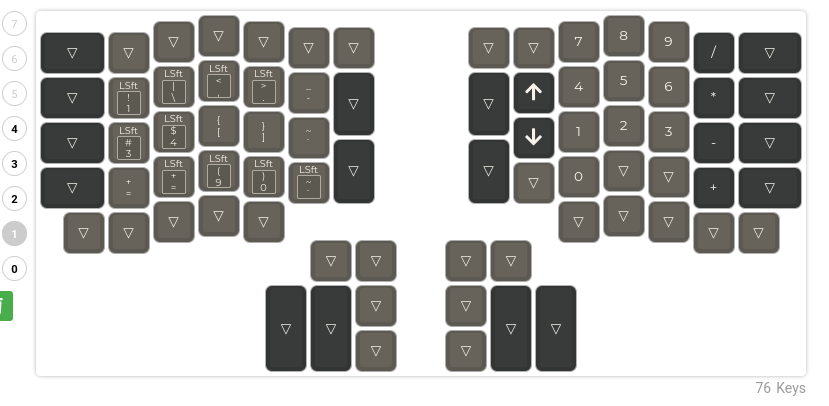 7
6
5
4
3
2
1
0
7 8 9 /
LSft LSft LSft LSft
! | < > _
1 \ , . -
4 5 6 *
LSft LSft
# $ { } ~
3 4 [ ] `
1 2 3 -
LSft LSft LSft LSft
+ + ( ) ~
= = 9 0 `
0 +
76 Keys